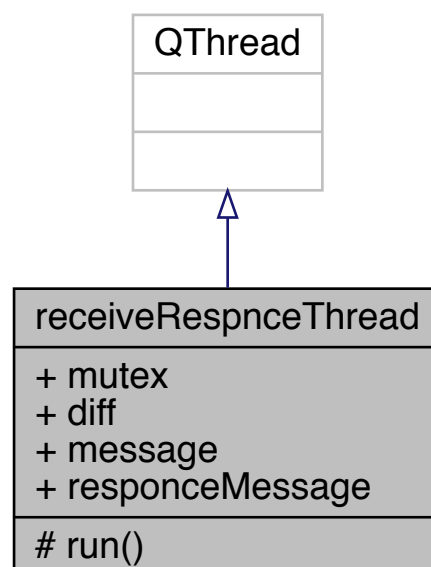 QThread
receiveRespnceThread
+ mutex
+ diff
+ message
+ responceMessage
# run()